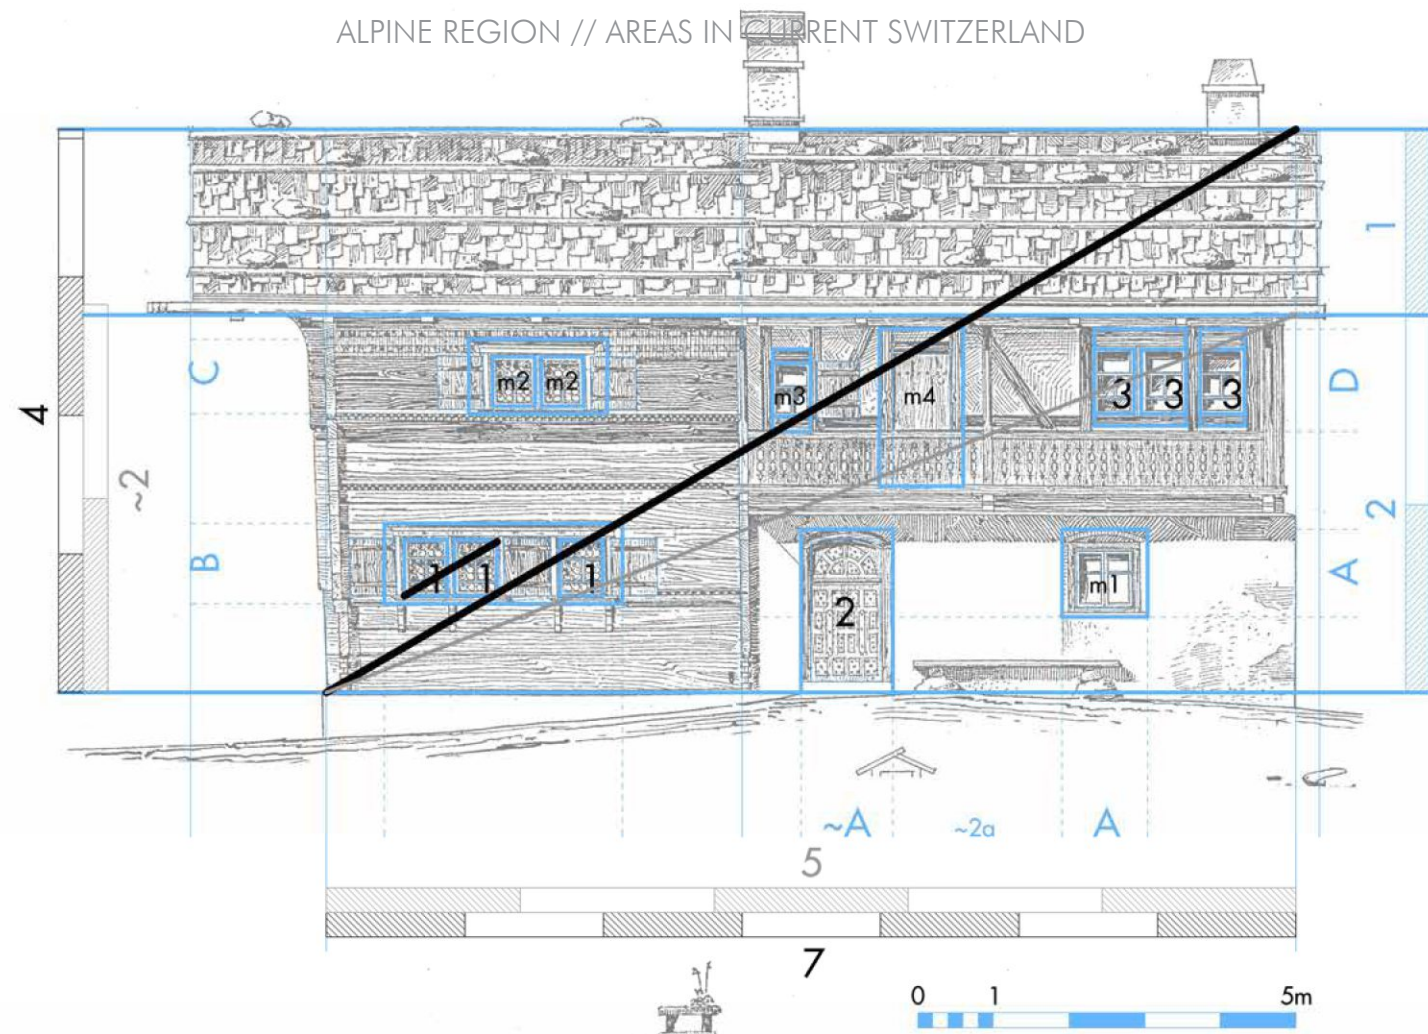 ALPINE REGION // AREAS IN CURRENT SWITZERLAND
1
C
m2 m2
m3
m4
3 3 3
D
4
~2
2
B
1 1 1
2
m1
A
~A
~2a
A
5
7
0 1 5m